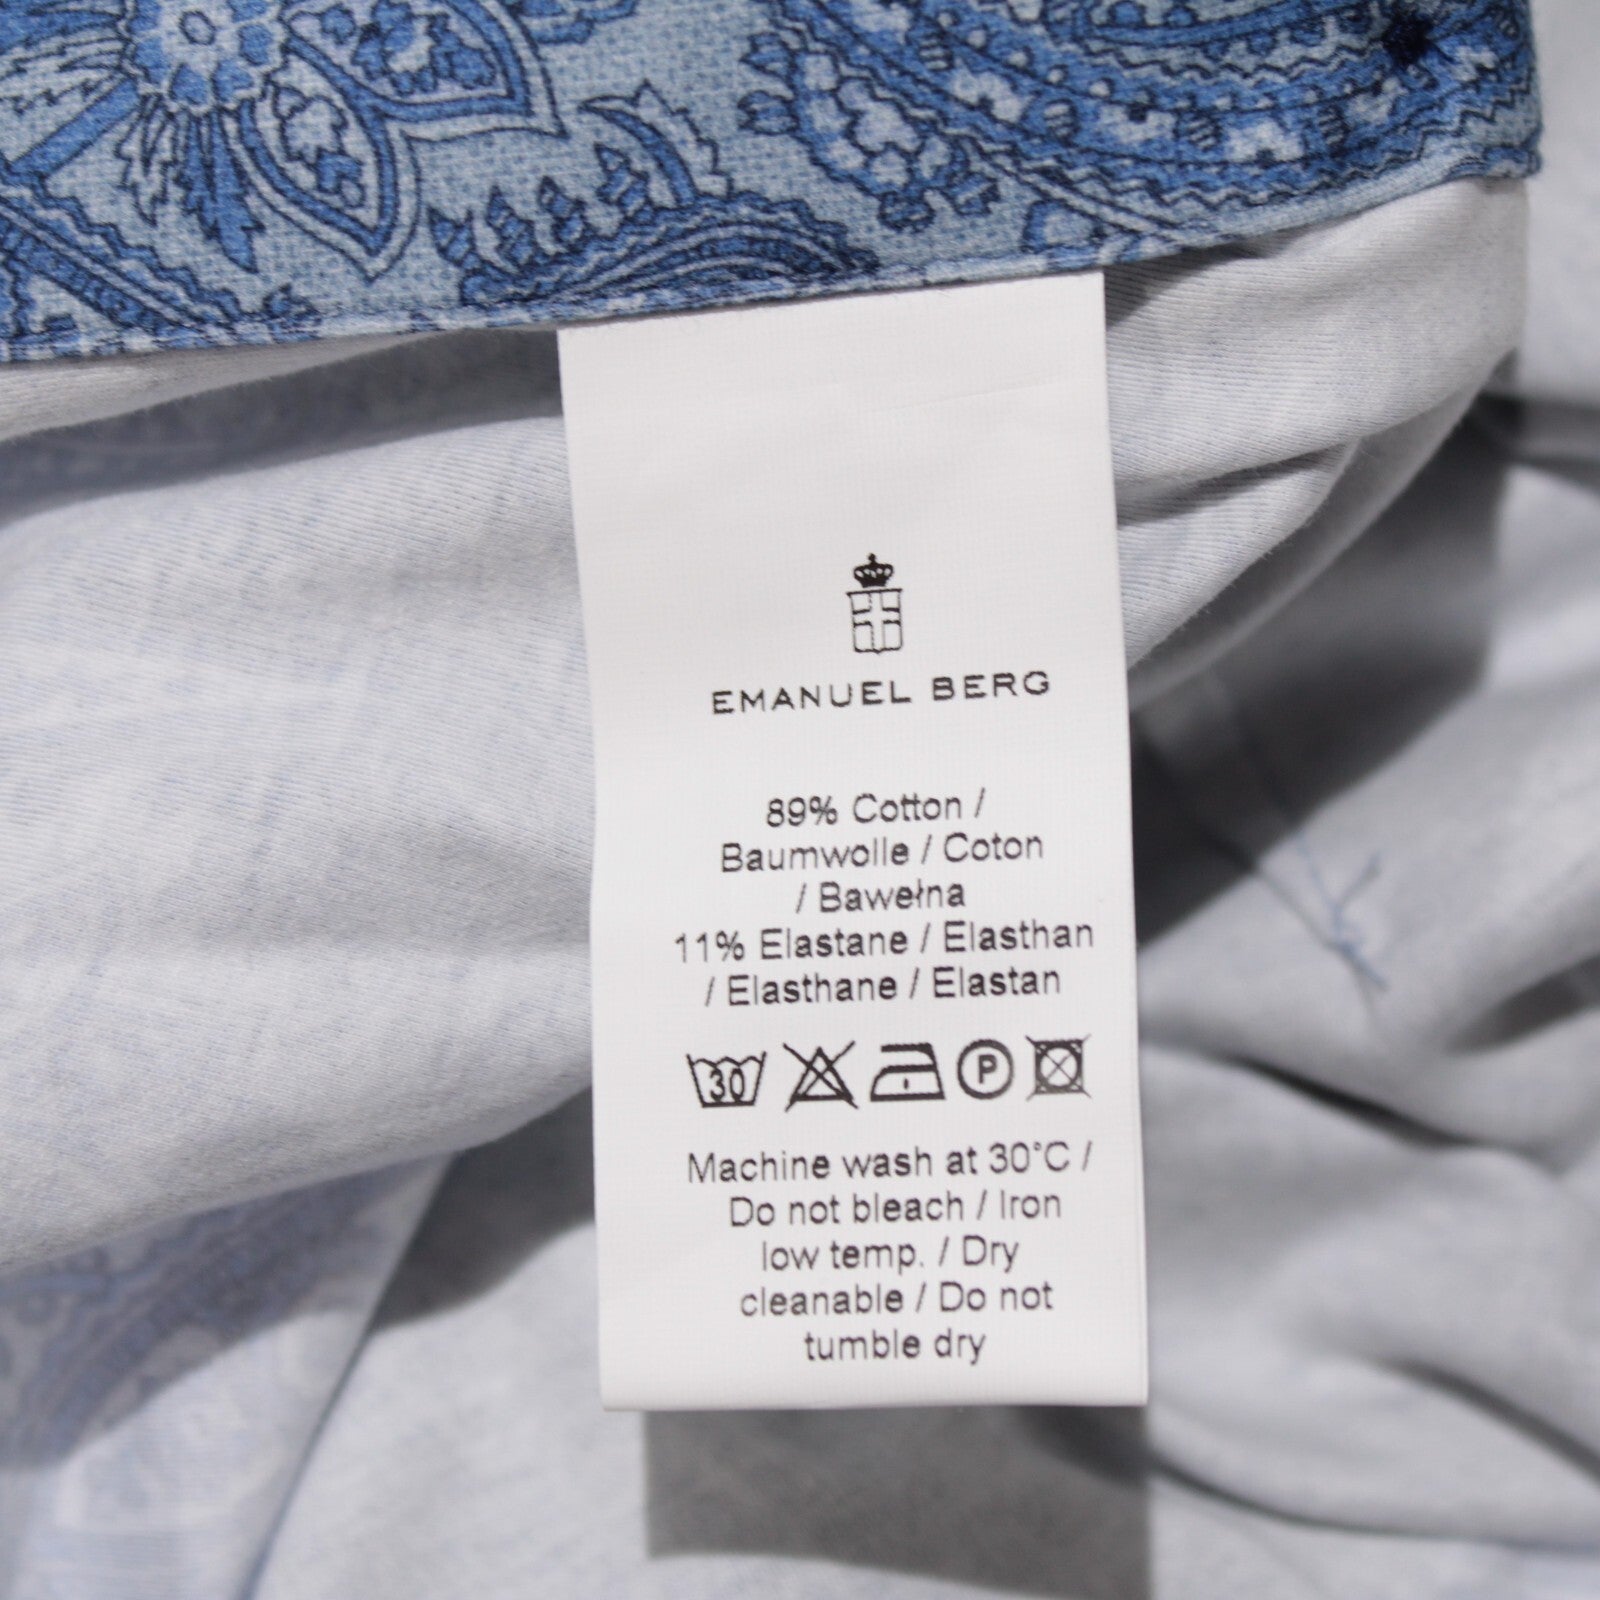 EMANUEL BERG
89% Cotton /
Baumwolle / Coton
/ Bawełna
11% Elastane / Elasthan
/ Elasthane / Elastan
30 P
Machine wash at 30°C /
Do not bleach / Iron
low temp. / Dry
cleanable / Do not
tumble dry